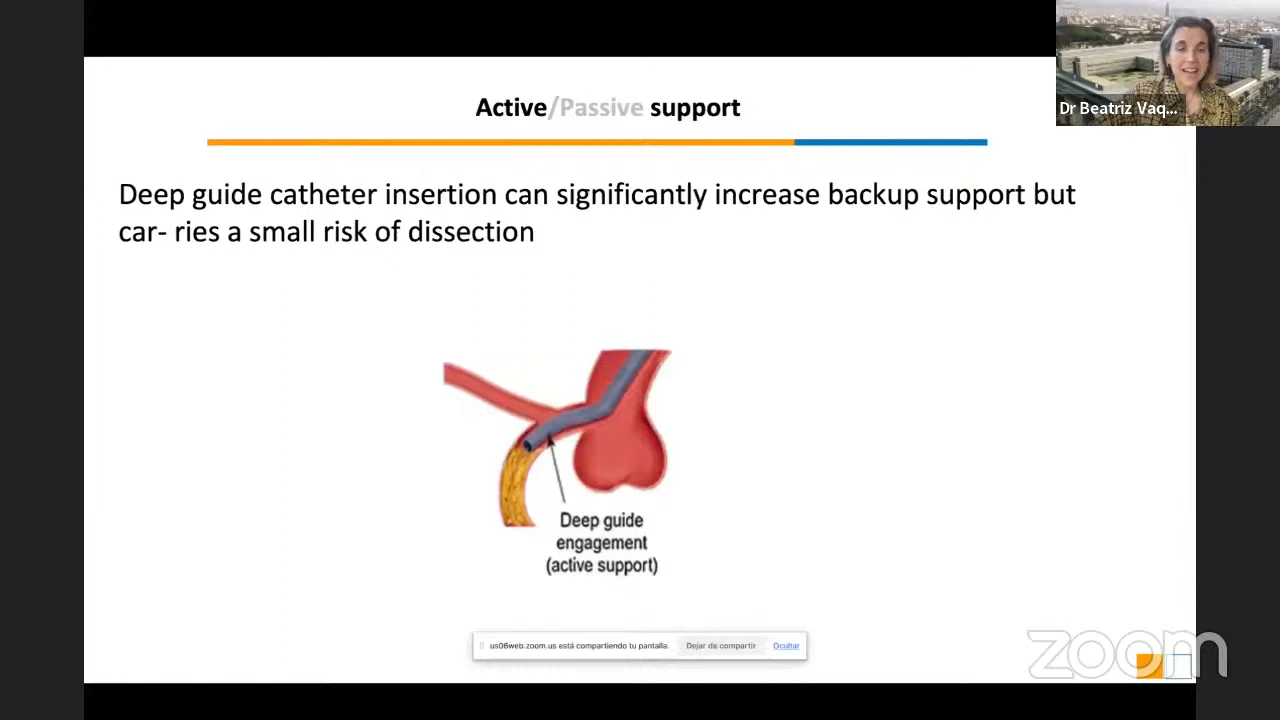 Active/Passive support
Dr Beatriz Vaq...
Deep guide catheter insertion can significantly increase backup support but
car- ries a small risk of dissection
Deep guide
engagement
(active support)
us06web.zoom.us está compartiendo tu pantalla.
Dejar de compartir
Ocultar
zoom